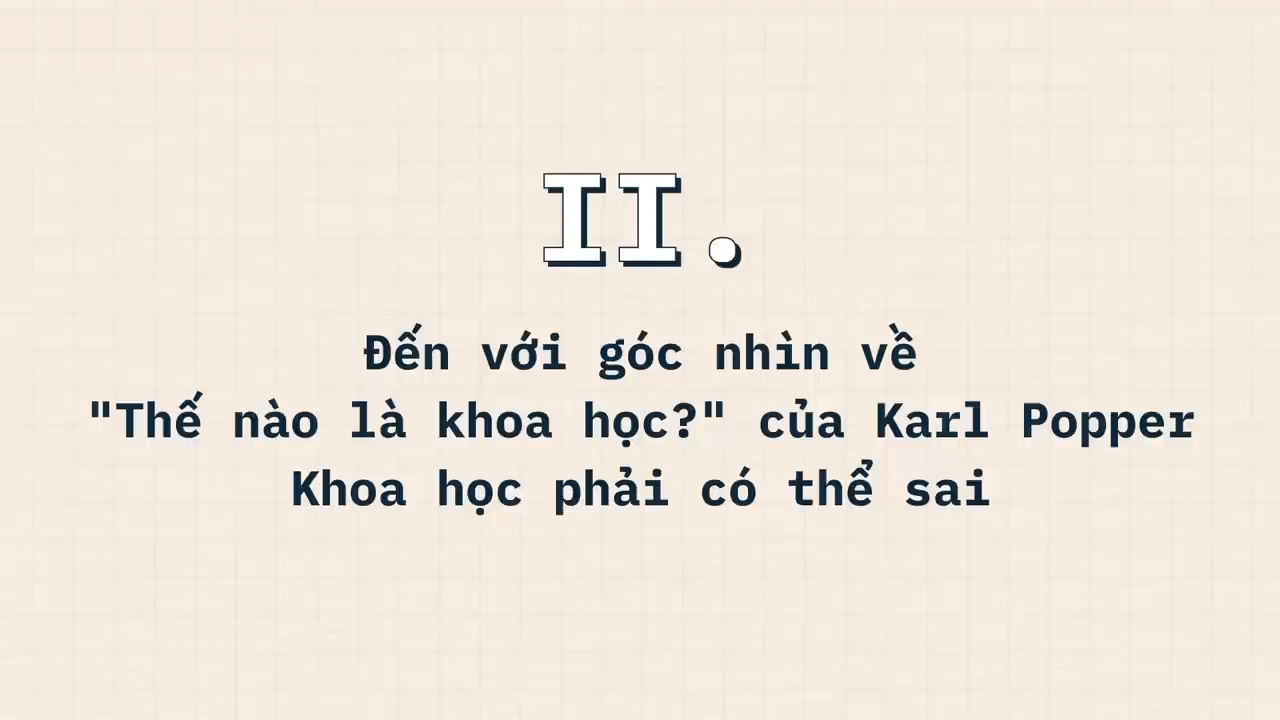 II.
Đến với góc nhìn về
"Thế nào là khoa học?" của Karl Popper
Khoa học phải có thể sai